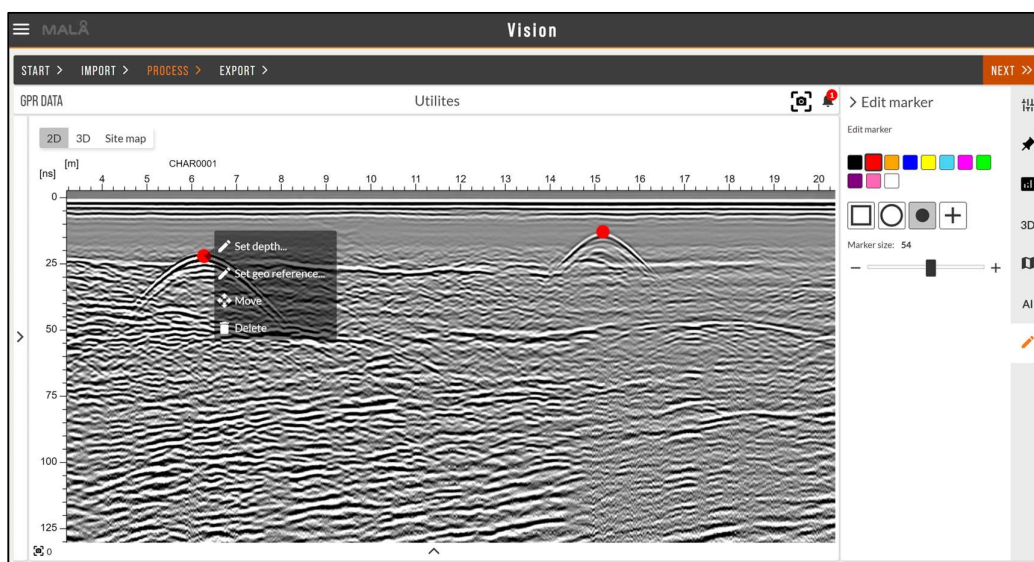 MALÅ
Vision
START > IMPORT > PROCESS > EXPORT >
NEXT >>
GPR DATA
Utilites
1
> Edit marker
Edit marker
2D 3D Site map
[m] CHAR0001
[ns]
4 5 6 7 8 9 10 11 12 13 14 15 16 17 18 19 20
0
25
50
75
100
125
Set depth...
Set geo reference...
Move
Delete
Marker size: 54
− +
3D
AI
0